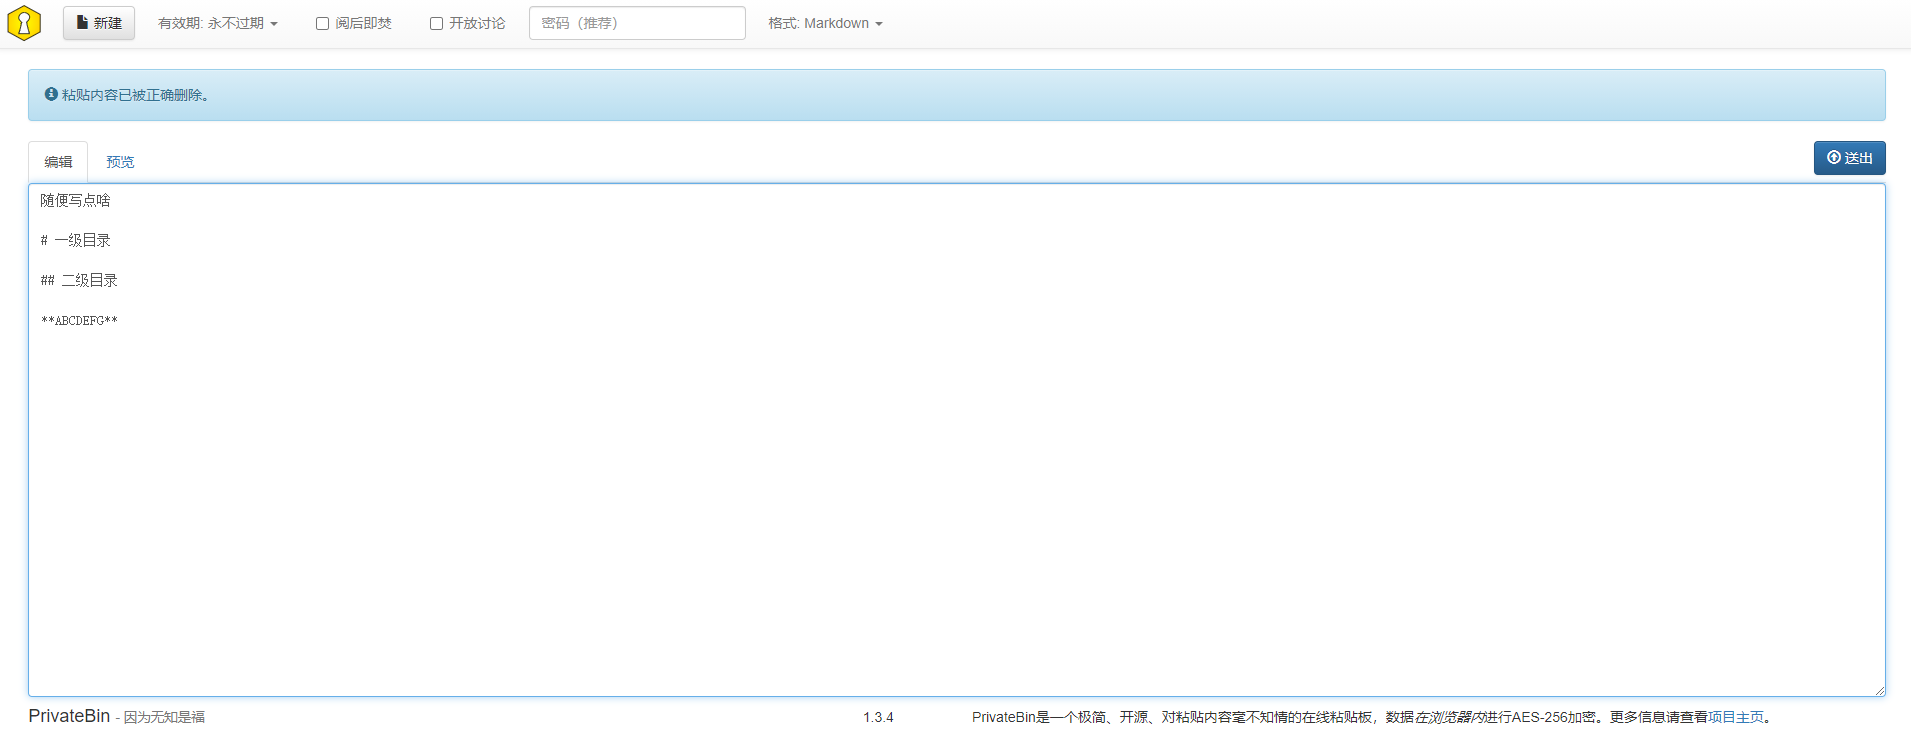 新建 有效期: 永不过期 阅后即焚 开放讨论 密码（推荐） 格式: Markdown
粘贴内容已被正确删除。
编辑 预览 送出
随便写点啥
# 一级目录
## 二级目录
**ABCDEFG**
PrivateBin - 因为无知是福 1.3.4 PrivateBin是一个极简、开源、对粘贴内容毫不知情的在线粘贴板，数据在浏览器内进行AES-256加密。更多信息请查看项目主页。